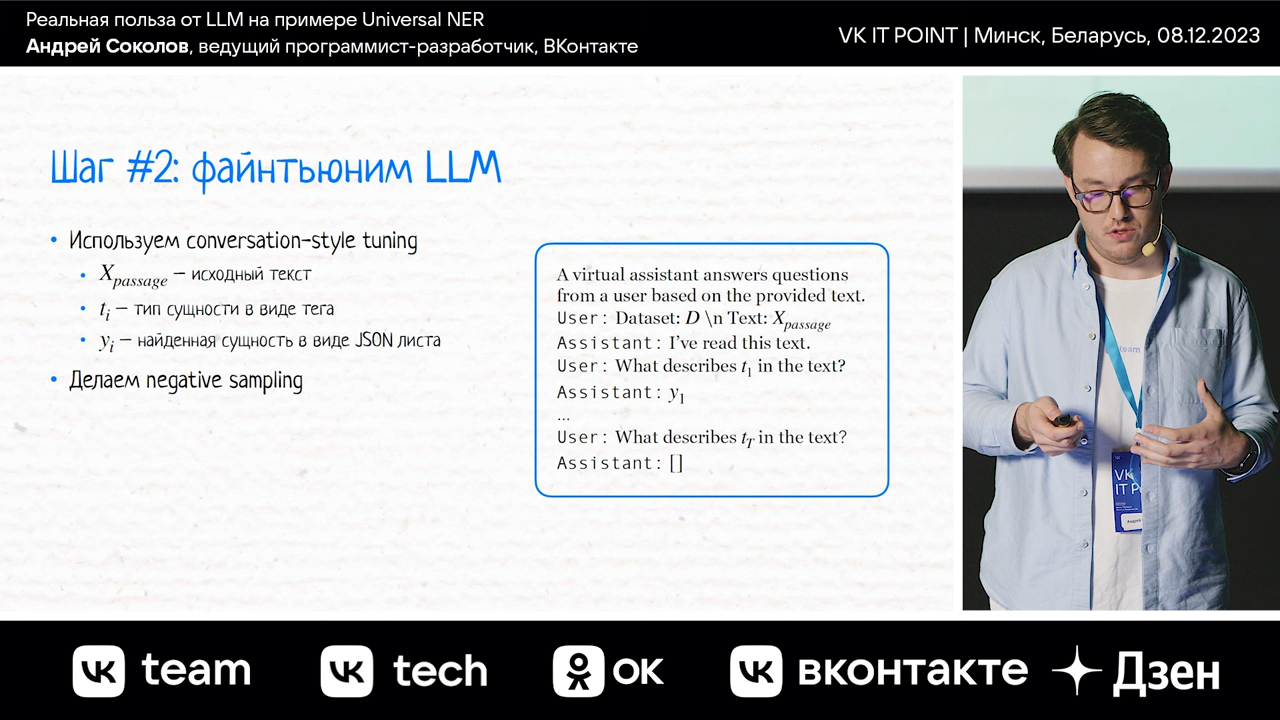 Реальная польза от LLM на примере Universal NER
Андрей Соколов, ведущий программист-разработчик, ВКонтакте
VK IT POINT | Минск, Беларусь, 08.12.2023
Шаг #2: файнтьюним LLM
• Используем conversation-style tuning
• X_passage – исходный текст
• t_i – тип сущности в виде тега
• y_i – найденная сущность в виде JSON листа
• Делаем negative sampling
A virtual assistant answers questions
from a user based on the provided text.
User: Dataset: D \n Text: X_passage
Assistant: I've read this text.
User: What describes t_1 in the text?
Assistant: y_1
...
User: What describes t_T in the text?
Assistant: []
team
VK
IT P
Андрей
team
tech
ок
вконтакте
Дзен